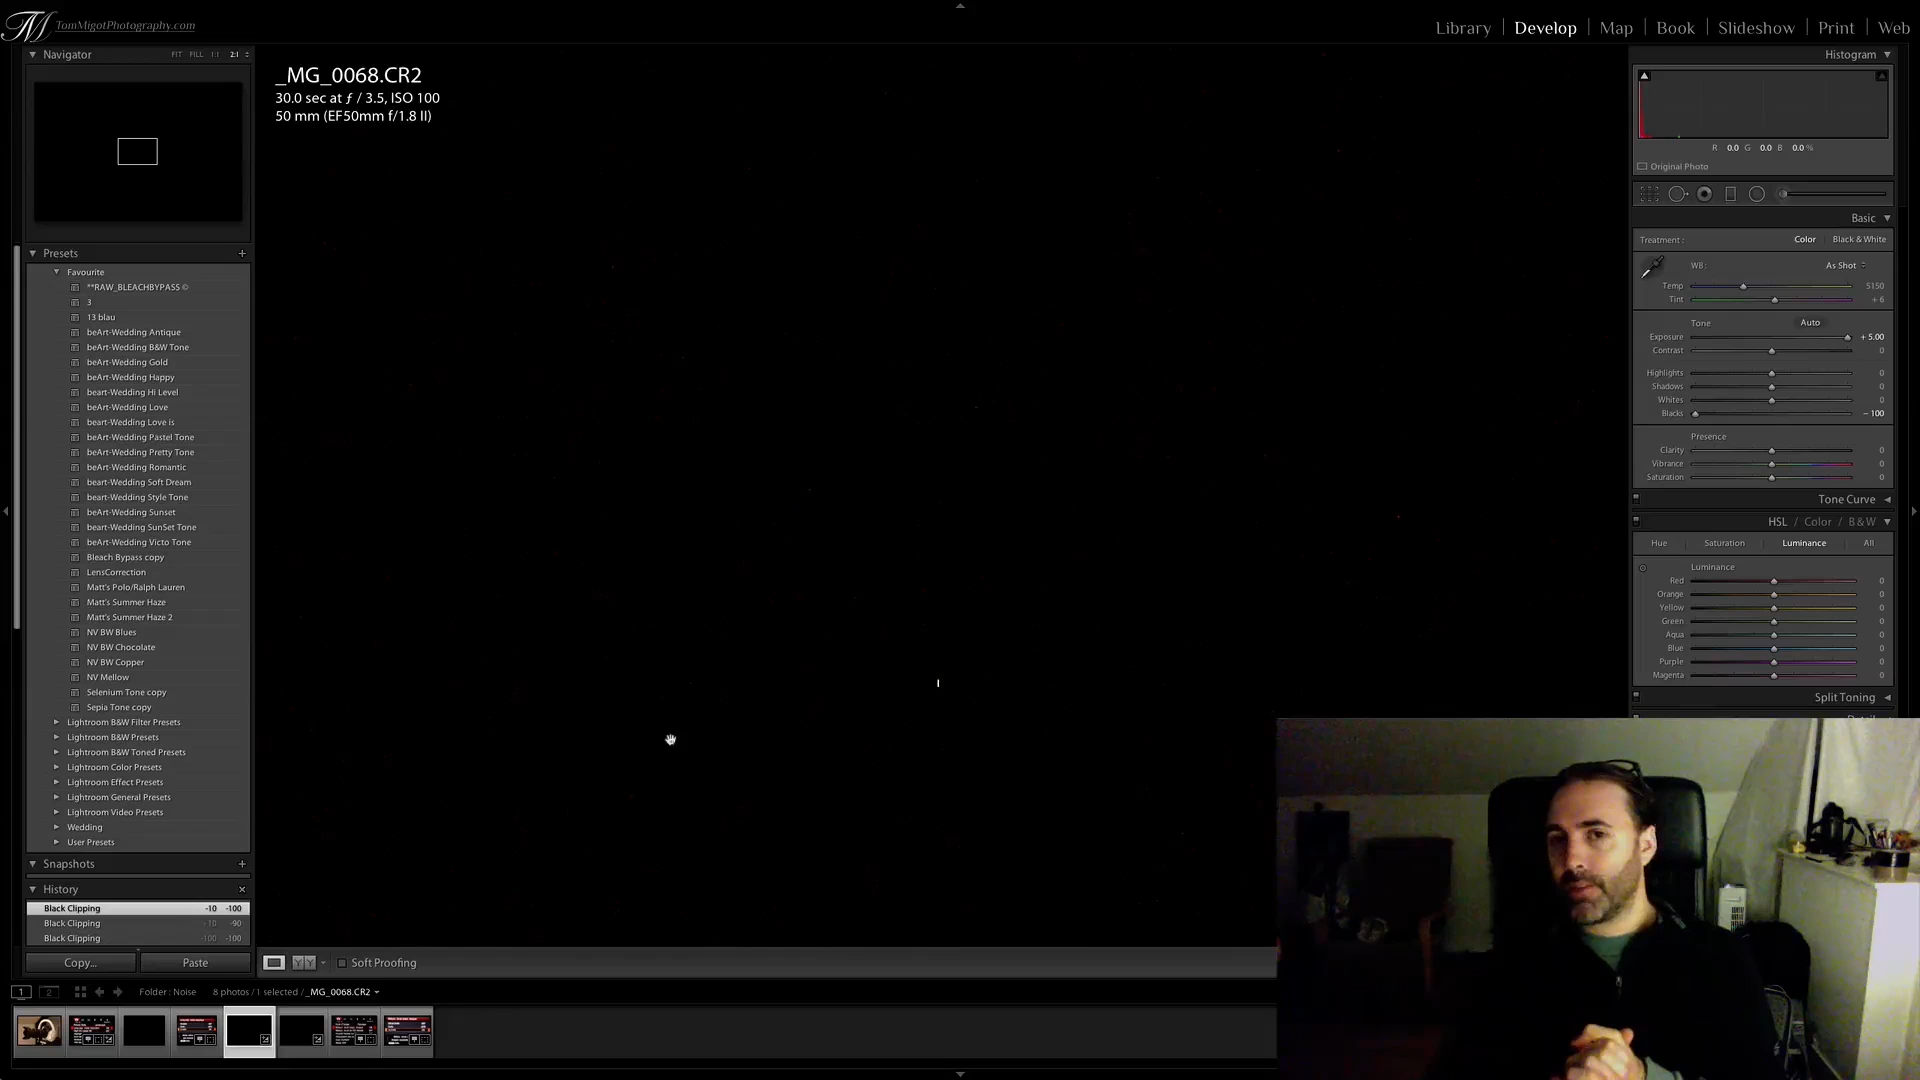 M TomMigotPhotography.com
Library Develop Map Book Slideshow Print Web
Navigator FIT FILL 1:1 2:1
_MG_0068.CR2
30.0 sec at ƒ / 3.5, ISO 100
50 mm (EF50mm f/1.8 II)
Presets +
Favourite
**RAW_BLEACHBYPASS ©
3
13 blau
beArt-Wedding Antique
beArt-Wedding B&W Tone
beArt-Wedding Gold
beArt-Wedding Happy
beart-Wedding Hi Level
beArt-Wedding Love
beart-Wedding Love is
beArt-Wedding Pastel Tone
beArt-Wedding Pretty Tone
beArt-Wedding Romantic
beart-Wedding Soft Dream
beart-Wedding Style Tone
beArt-Wedding Sunset
beart-Wedding SunSet Tone
beArt-Wedding Victo Tone
Bleach Bypass copy
LensCorrection
Matt's Polo/Ralph Lauren
Matt's Summer Haze
Matt's Summer Haze 2
NV BW Blues
NV BW Chocolate
NV BW Copper
NV Mellow
Selenium Tone copy
Sepia Tone copy
Lightroom B&W Filter Presets
Lightroom B&W Presets
Lightroom B&W Toned Presets
Lightroom Color Presets
Lightroom Effect Presets
Lightroom General Presets
Lightroom Video Presets
Wedding
User Presets
Snapshots +
History ×
Black Clipping -10 -100
Black Clipping -10 -90
Black Clipping -100 -100
Copy... Paste
Soft Proofing
1 2 Folder : Noise 8 photos / 1 selected / _MG_0068.CR2
Histogram
R 0.0 G 0.0 B 0.0 %
Original Photo
Basic
Treatment : Color Black & White
WB : As Shot
Temp 5150
Tint + 6
Tone Auto
Exposure + 5.00
Contrast 0
Highlights 0
Shadows 0
Whites 0
Blacks – 100
Presence
Clarity 0
Vibrance 0
Saturation 0
Tone Curve
HSL / Color / B & W
Hue Saturation Luminance All
Luminance
Red 0
Orange 0
Yellow 0
Green 0
Aqua 0
Blue 0
Purple 0
Magenta 0
Split Toning